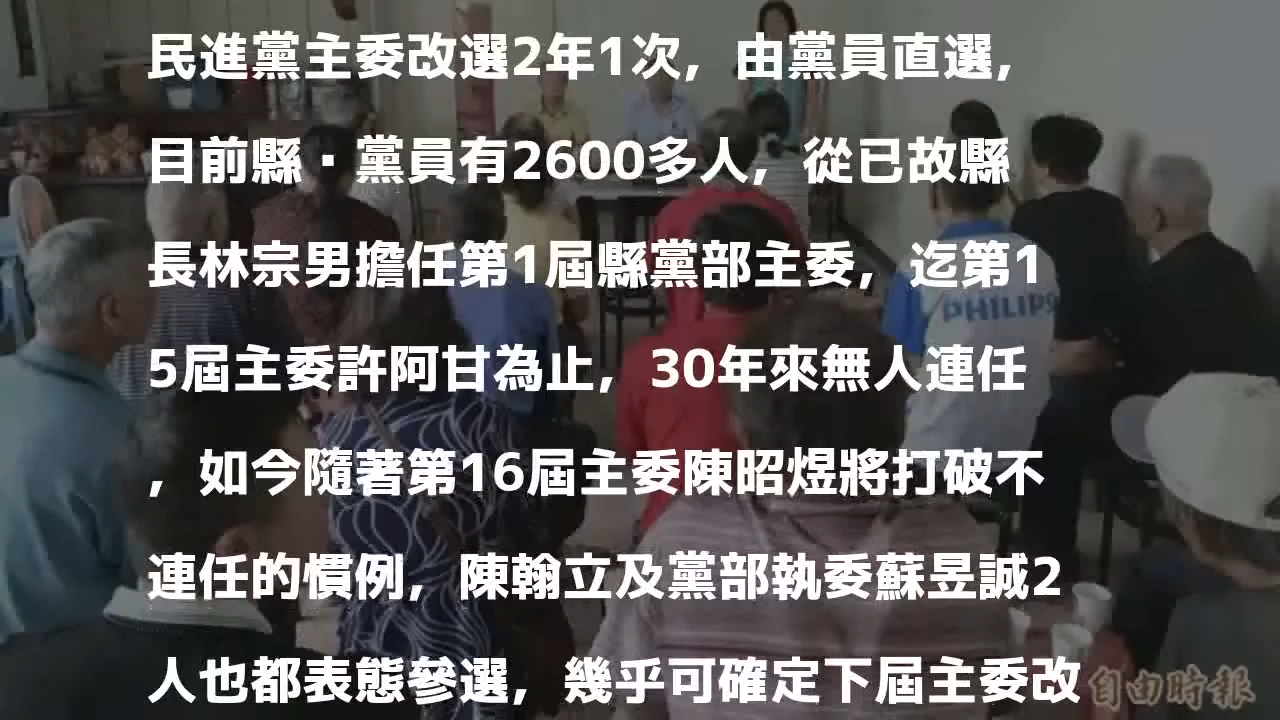 民進黨主委改選2年1次，由黨員直選，
目前縣‧黨員有2600多人，從已故縣
長林宗男擔任第1屆縣黨部主委，迄第1
5屆主委許阿甘為止，30年來無人連任
，如今隨著第16屆主委陳昭煜將打破不
連任的慣例，陳翰立及黨部執委蘇昱誠2
人也都表態參選，幾乎可確定下屆主委改
PHILIPS
自由時報